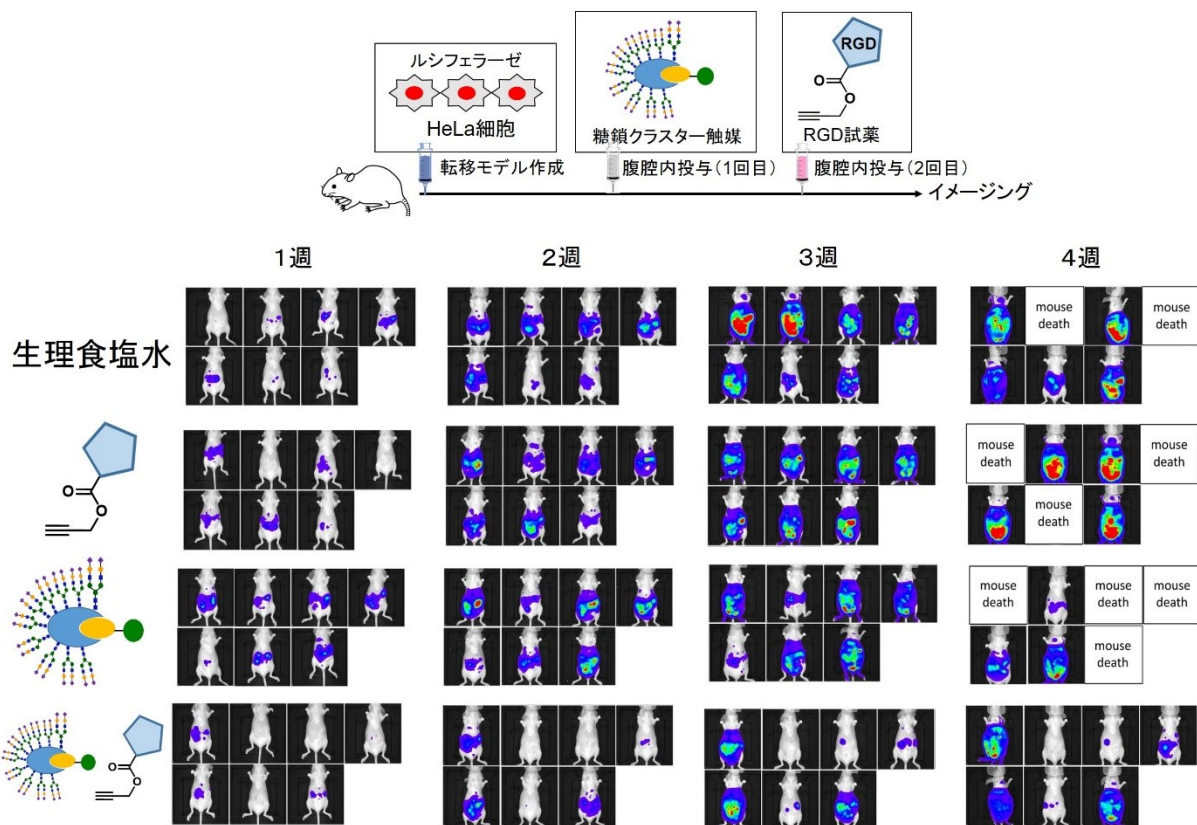 ルシフェラーゼ
HeLa細胞
糖鎖クラスター触媒
RGD
O
O
RGD試薬
転移モデル作成
腹腔内投与(1回目)
腹腔内投与(2回目)
イメージング
1週
2週
3週
4週
生理食塩水
mouse
death
mouse
death
O
O
mouse
death
mouse
death
mouse
death
mouse
death
mouse
death
mouse
death
mouse
death
O
O